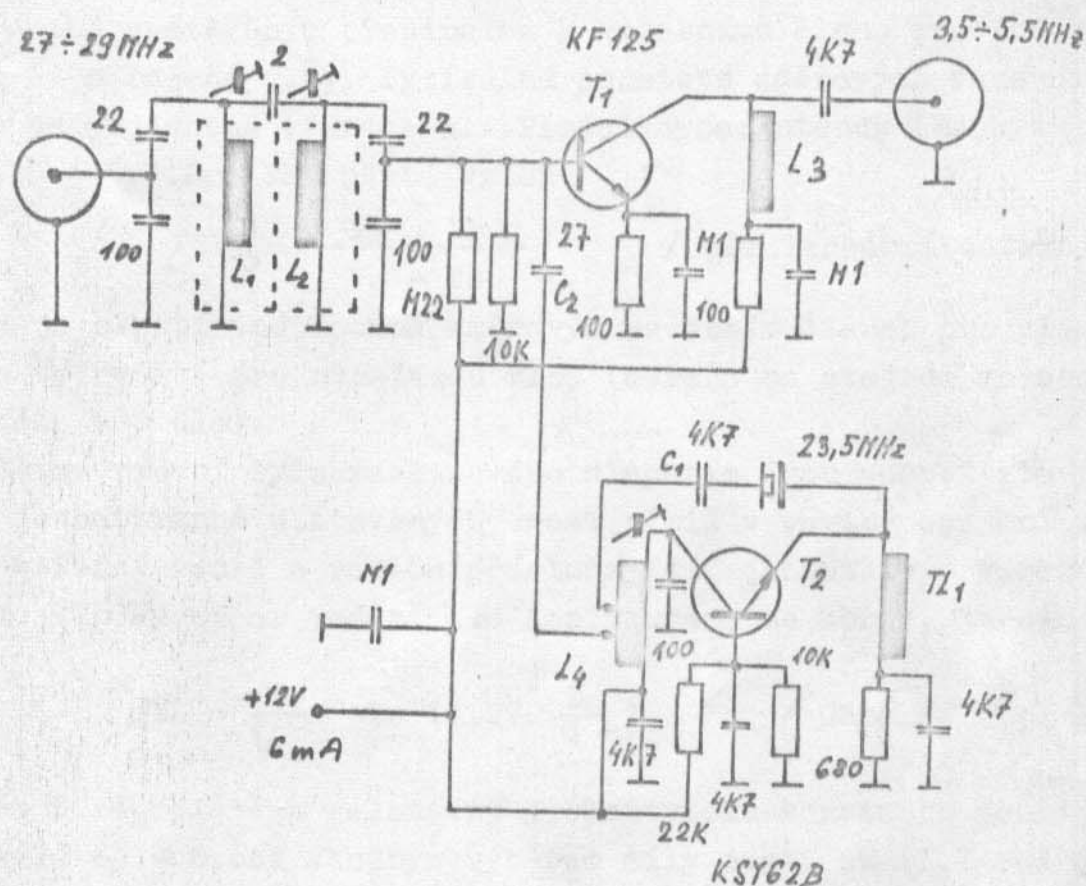 27÷29MHz
2
KF125
4K7
3,5÷5,5MHz
22
22
T₁
L₃
100
L₁
L₂
100
M22
10K
27
C₂
100
M1
100
M1
4K7
C₁
23,5MHz
M1
T₂
TL₁
100
10K
L₄
+12V
6mA
4K7
4K7
22K
680
4K7
KSY62B